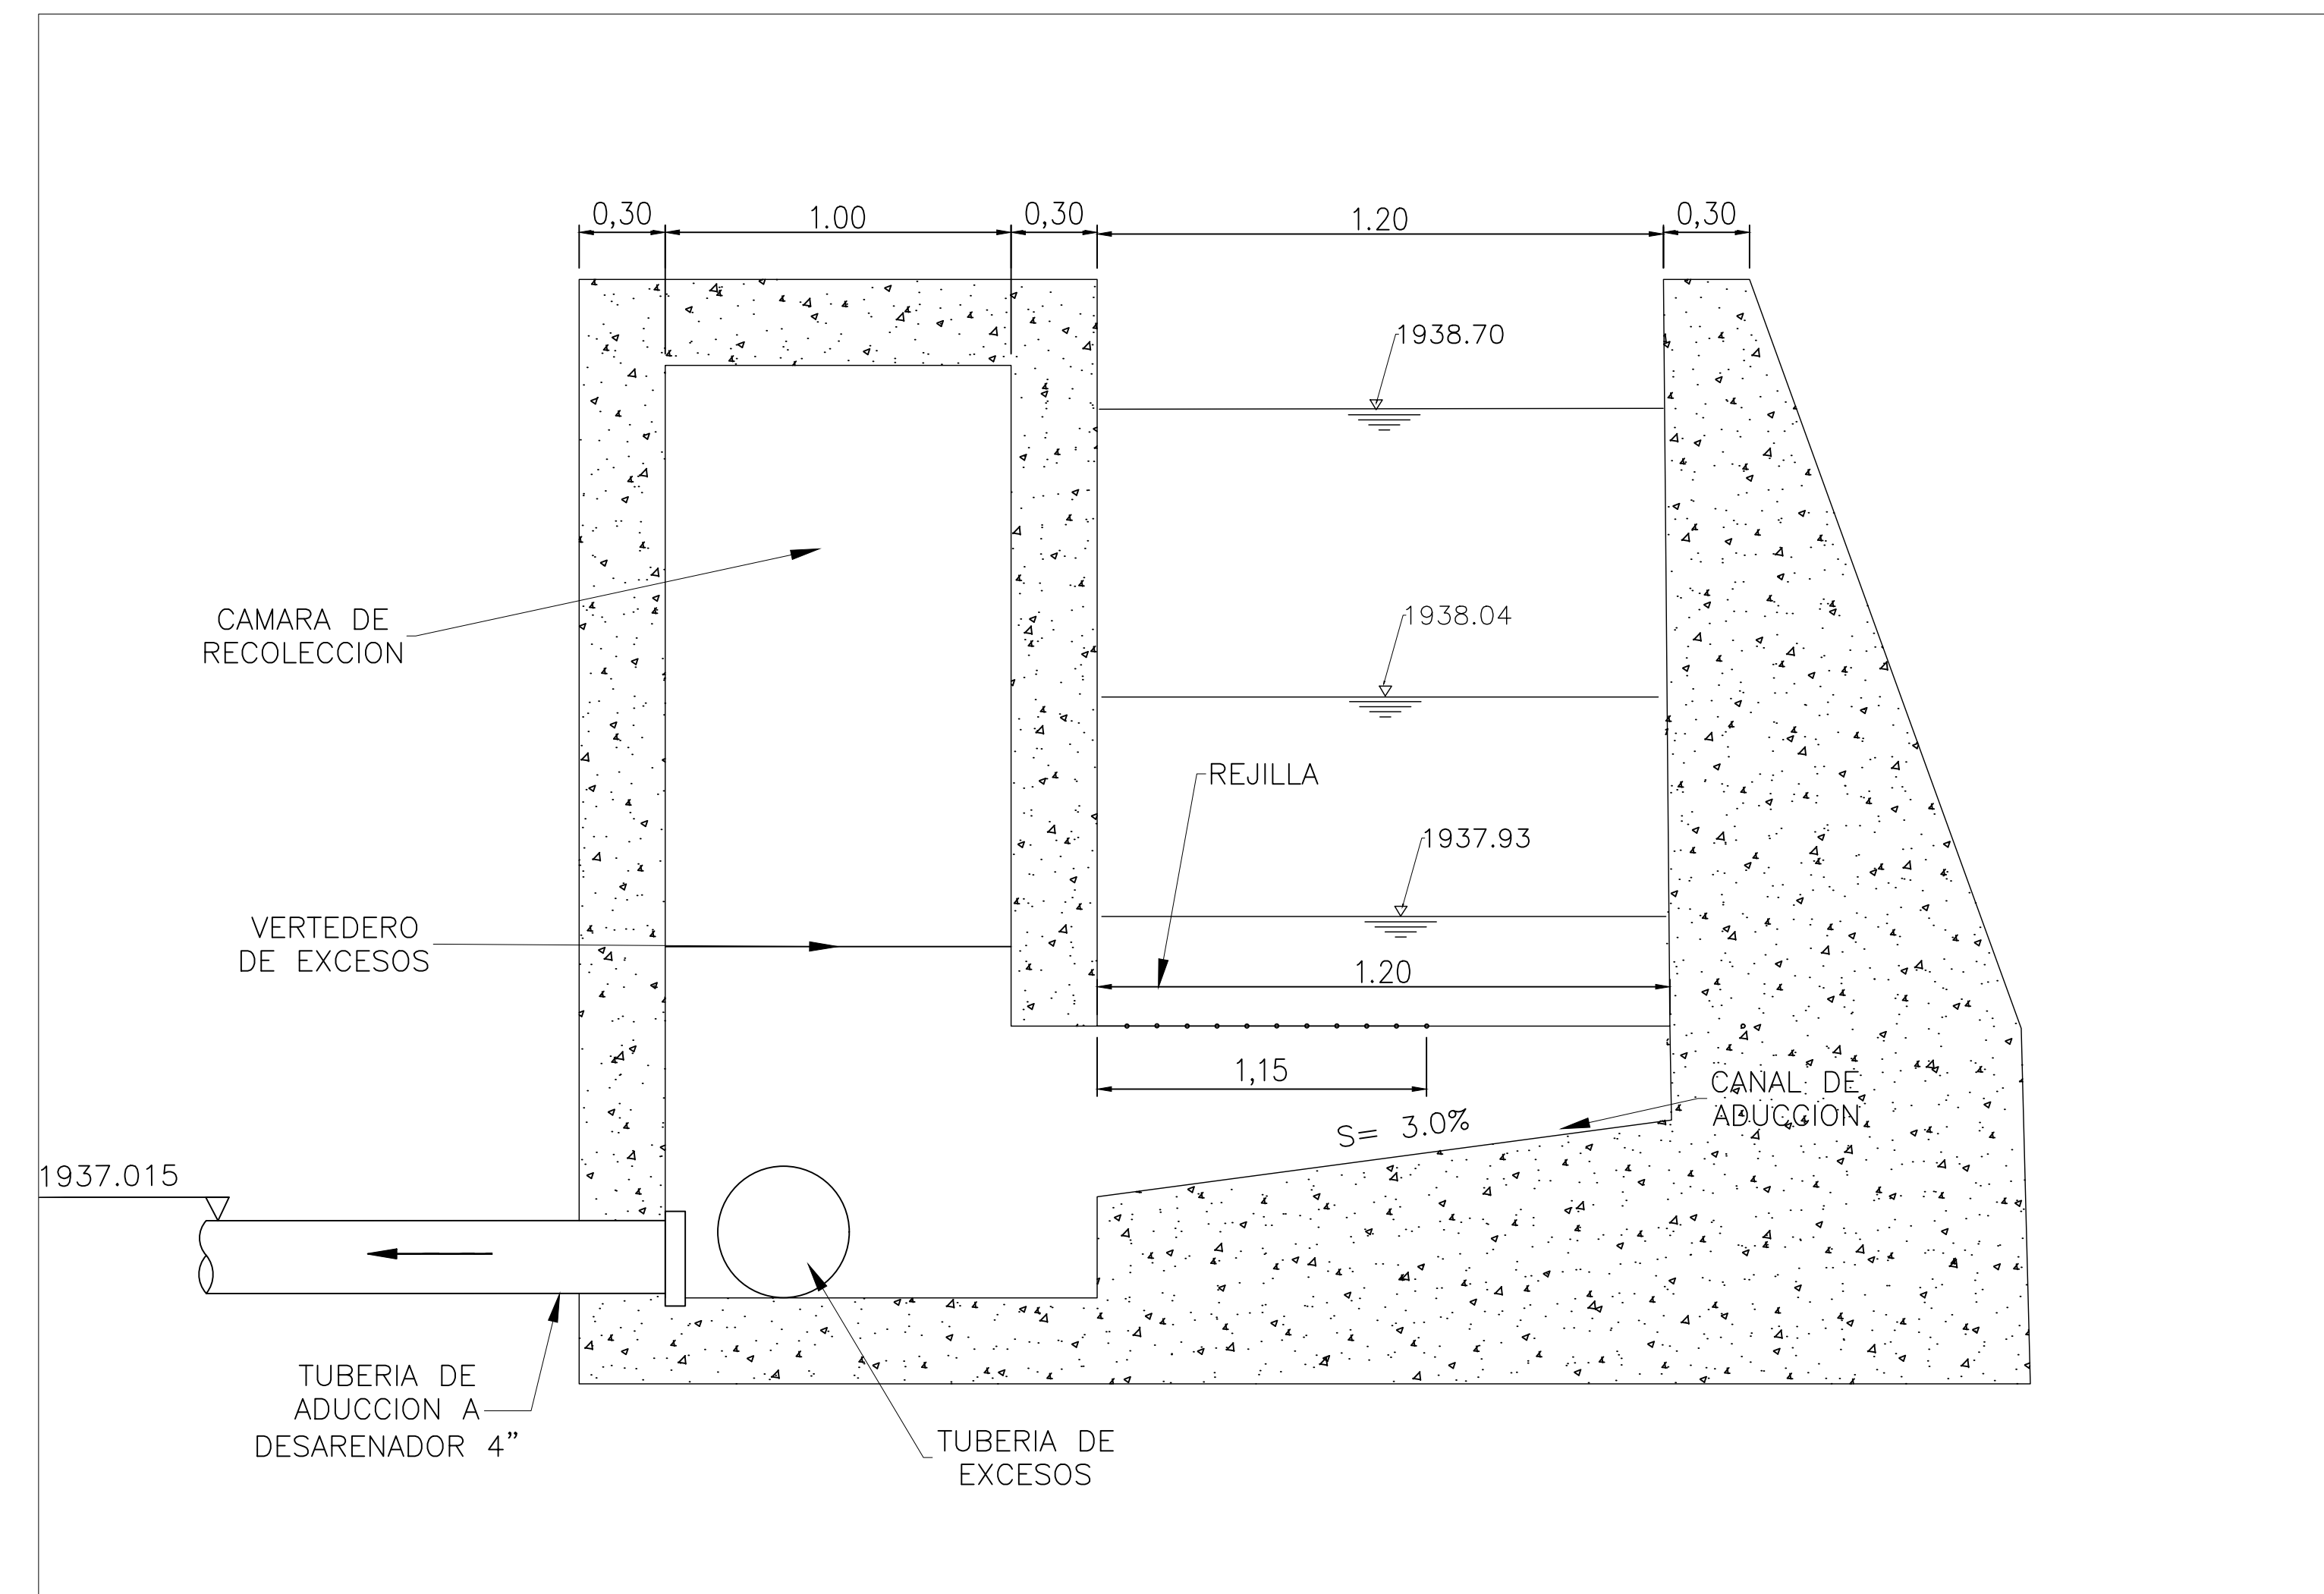 0,30
1.00
0,30
1.20
0,30
1938.70
CAMARA DE
RECOLECCION
1938.04
REJILLA
1937.93
VERTEDERO
DE EXCESOS
1.20
1,15
CANAL DE
ADUCCION
S= 3.0%
1937.015
TUBERIA DE
ADUCCION A
DESARENADOR 4”
TUBERIA DE
EXCESOS